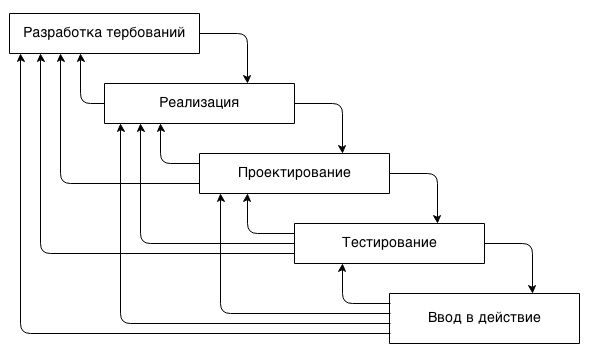 Разработка тербований
Реализация
Проектирование
Тестирование
Ввод в действие